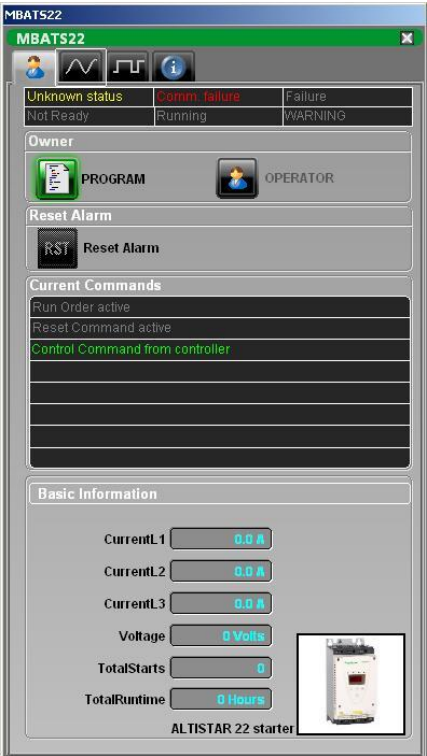 MBATS22
MBATS22
Unknown status Comm. failure Failure
Not Ready Running WARNING
Owner
PROGRAM OPERATOR
Reset Alarm
RST Reset Alarm
Current Commands
Run Order active
Reset Command active
Control Command from controller
Basic Information
CurrentL1 0.0 A
CurrentL2 0.0 A
CurrentL3 0.0 A
Voltage 0 Volts
TotalStarts 0
TotalRuntime 0 Hours
ALTISTAR 22 starter